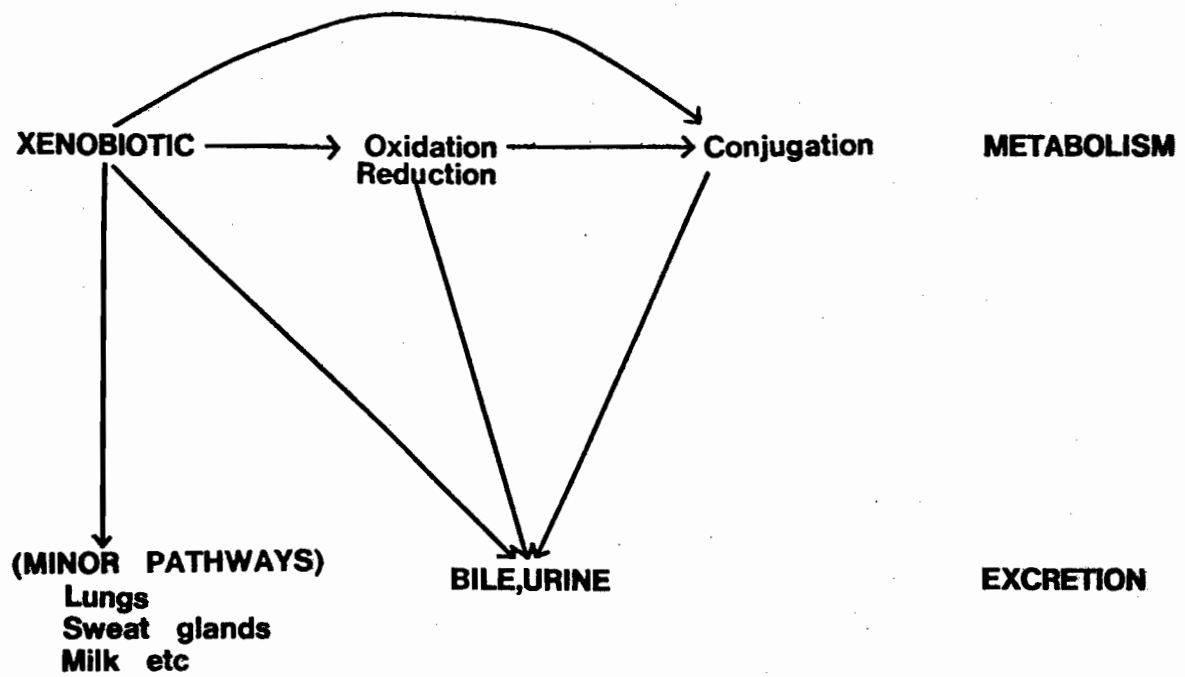 XENOBIOTIC Oxidation Conjugation METABOLISM
Reduction
(MINOR PATHWAYS) BILE,URINE EXCRETION
Lungs
Sweat glands
Milk etc